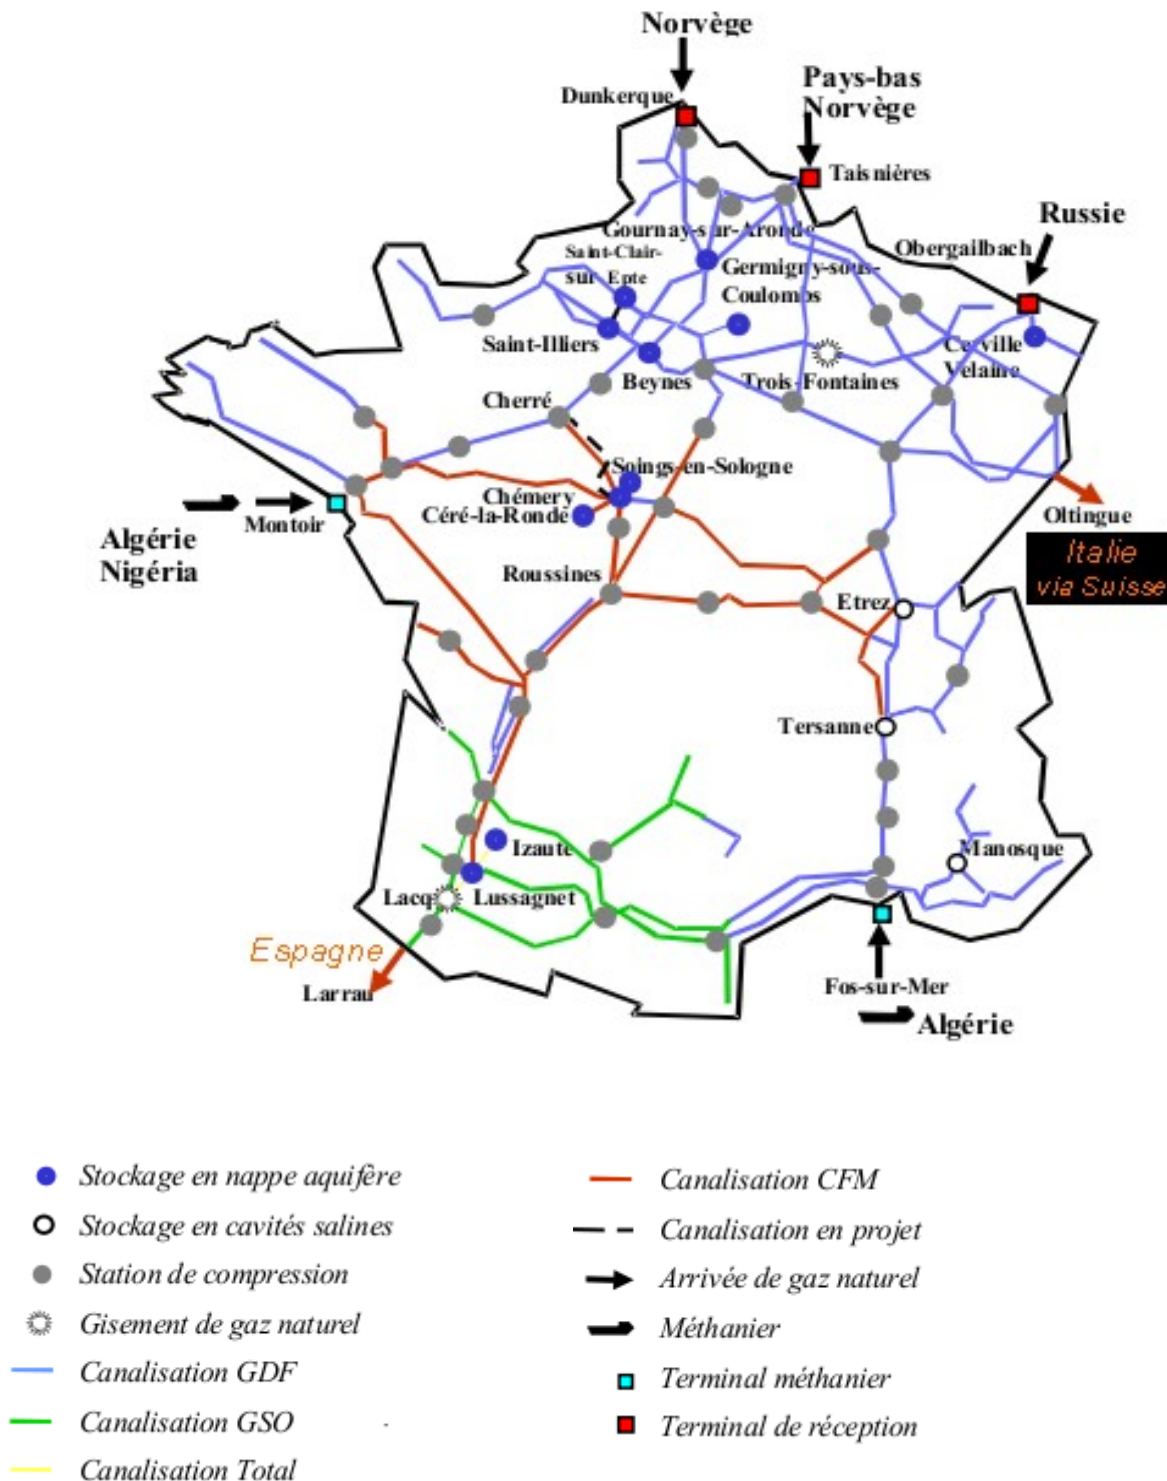 Norvège
Dunkerque
Pays-bas
Norvège
Taisnières
Russie
Gournay-sur-Aronde
Obergailbach
Saint-Clair-
sur Epte
Germigny-sous-
Coulombs
Saint-Illiers
Cerville
Velaine
Beynes
Trois-Fontaines
Cherré
Soings-en-Sologne
Chémery
Céré-la-Ronde
Montoir
Oltingue
Algérie
Nigéria
Italie
via Suisse
Roussines
Etrez
Tersanne
Izaute
Manosque
Lacq
Lussagnet
Espagne
Larrau
Fos-sur-Mer
Algérie
Stockage en nappe aquifère
Stockage en cavités salines
Station de compression
Gisement de gaz naturel
Canalisation GDF
Canalisation GSO
Canalisation Total
Canalisation CFM
Canalisation en projet
Arrivée de gaz naturel
Méthanier
Terminal méthanier
Terminal de réception